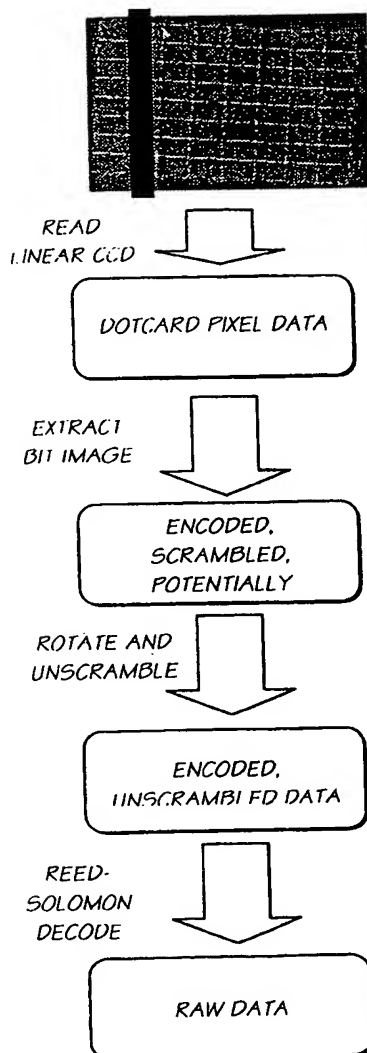 READ
LINEAR CCD
DOTCARD PIXEL DATA
EXTRACT
BIT IMAGE
ENCODED,
SCRAMBLED,
POTENTIALLY
ROTATE AND
UNSCRAMBLE
ENCODED,
UNSCRAMBLED DATA
REED-
SOLOMON
DECODE
RAW DATA